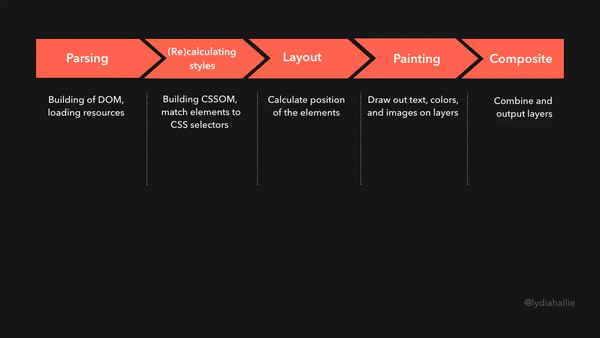 Parsing
(Re)calculating
styles
Layout
Painting
Composite
Building of DOM,
loading resources
Building CSSOM,
match elements to
CSS selectors
Calculate position
of the elements
Draw out text, colors,
and images on layers
Combine and
output layers
@lydiahallie